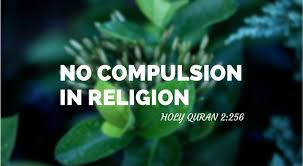 NO COMPULSION
IN RELIGION
HOLY QURAN 2:256